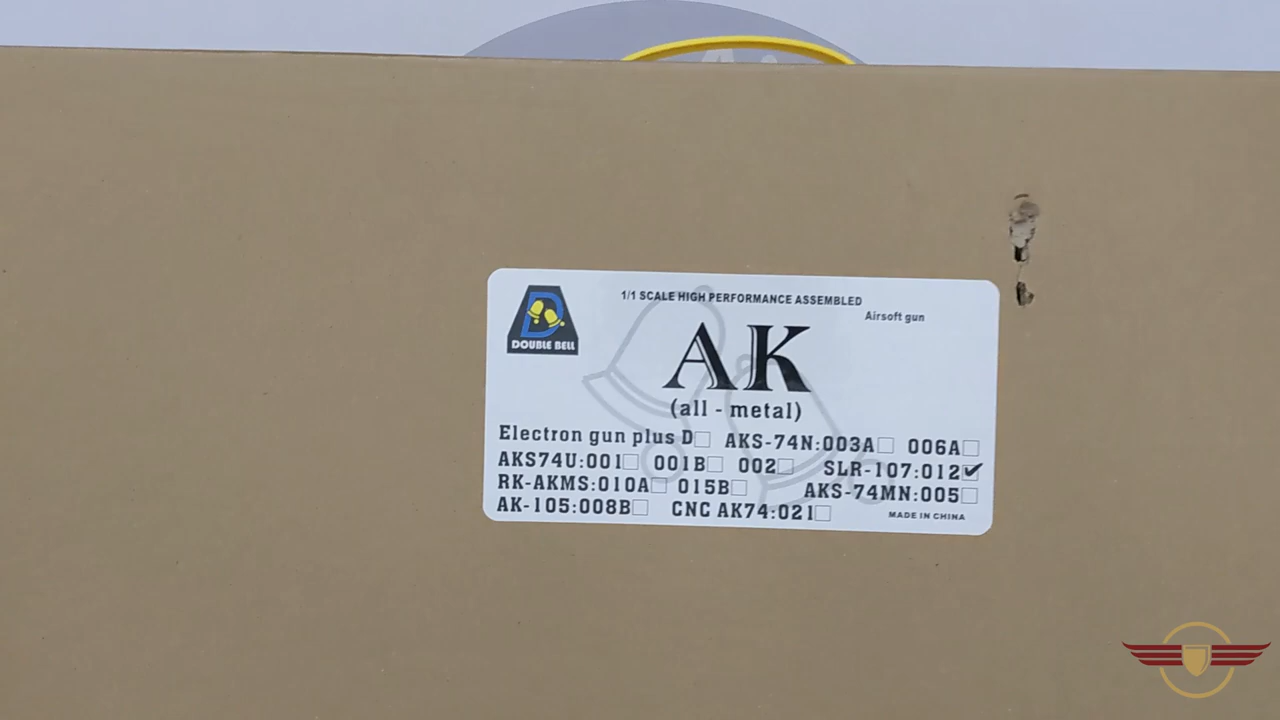 DOUBLE BELL
1/1 SCALE HIGH PERFORMANCE ASSEMBLED
Airsoft gun
AK
(all - metal)
Electron gun plus D□ AKS-74N:003A□ 006A□
AKS74U:001□ 001B□ 002□ SLR-107:012☑
RK-AKMS:010A□ 015B□ AKS-74MN:005□
AK-105:008B□ CNC AK74:021□
MADE IN CHINA